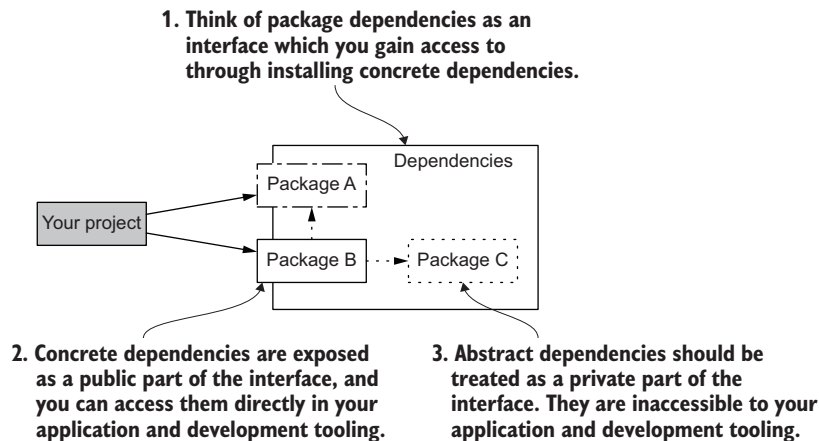 1. Think of package dependencies as an
interface which you gain access to
through installing concrete dependencies.
Dependencies
Package A
Your project
Package B
Package C
2. Concrete dependencies are exposed
as a public part of the interface, and
you can access them directly in your
application and development tooling.
3. Abstract dependencies should be
treated as a private part of the
interface. They are inaccessible to your
application and development tooling.